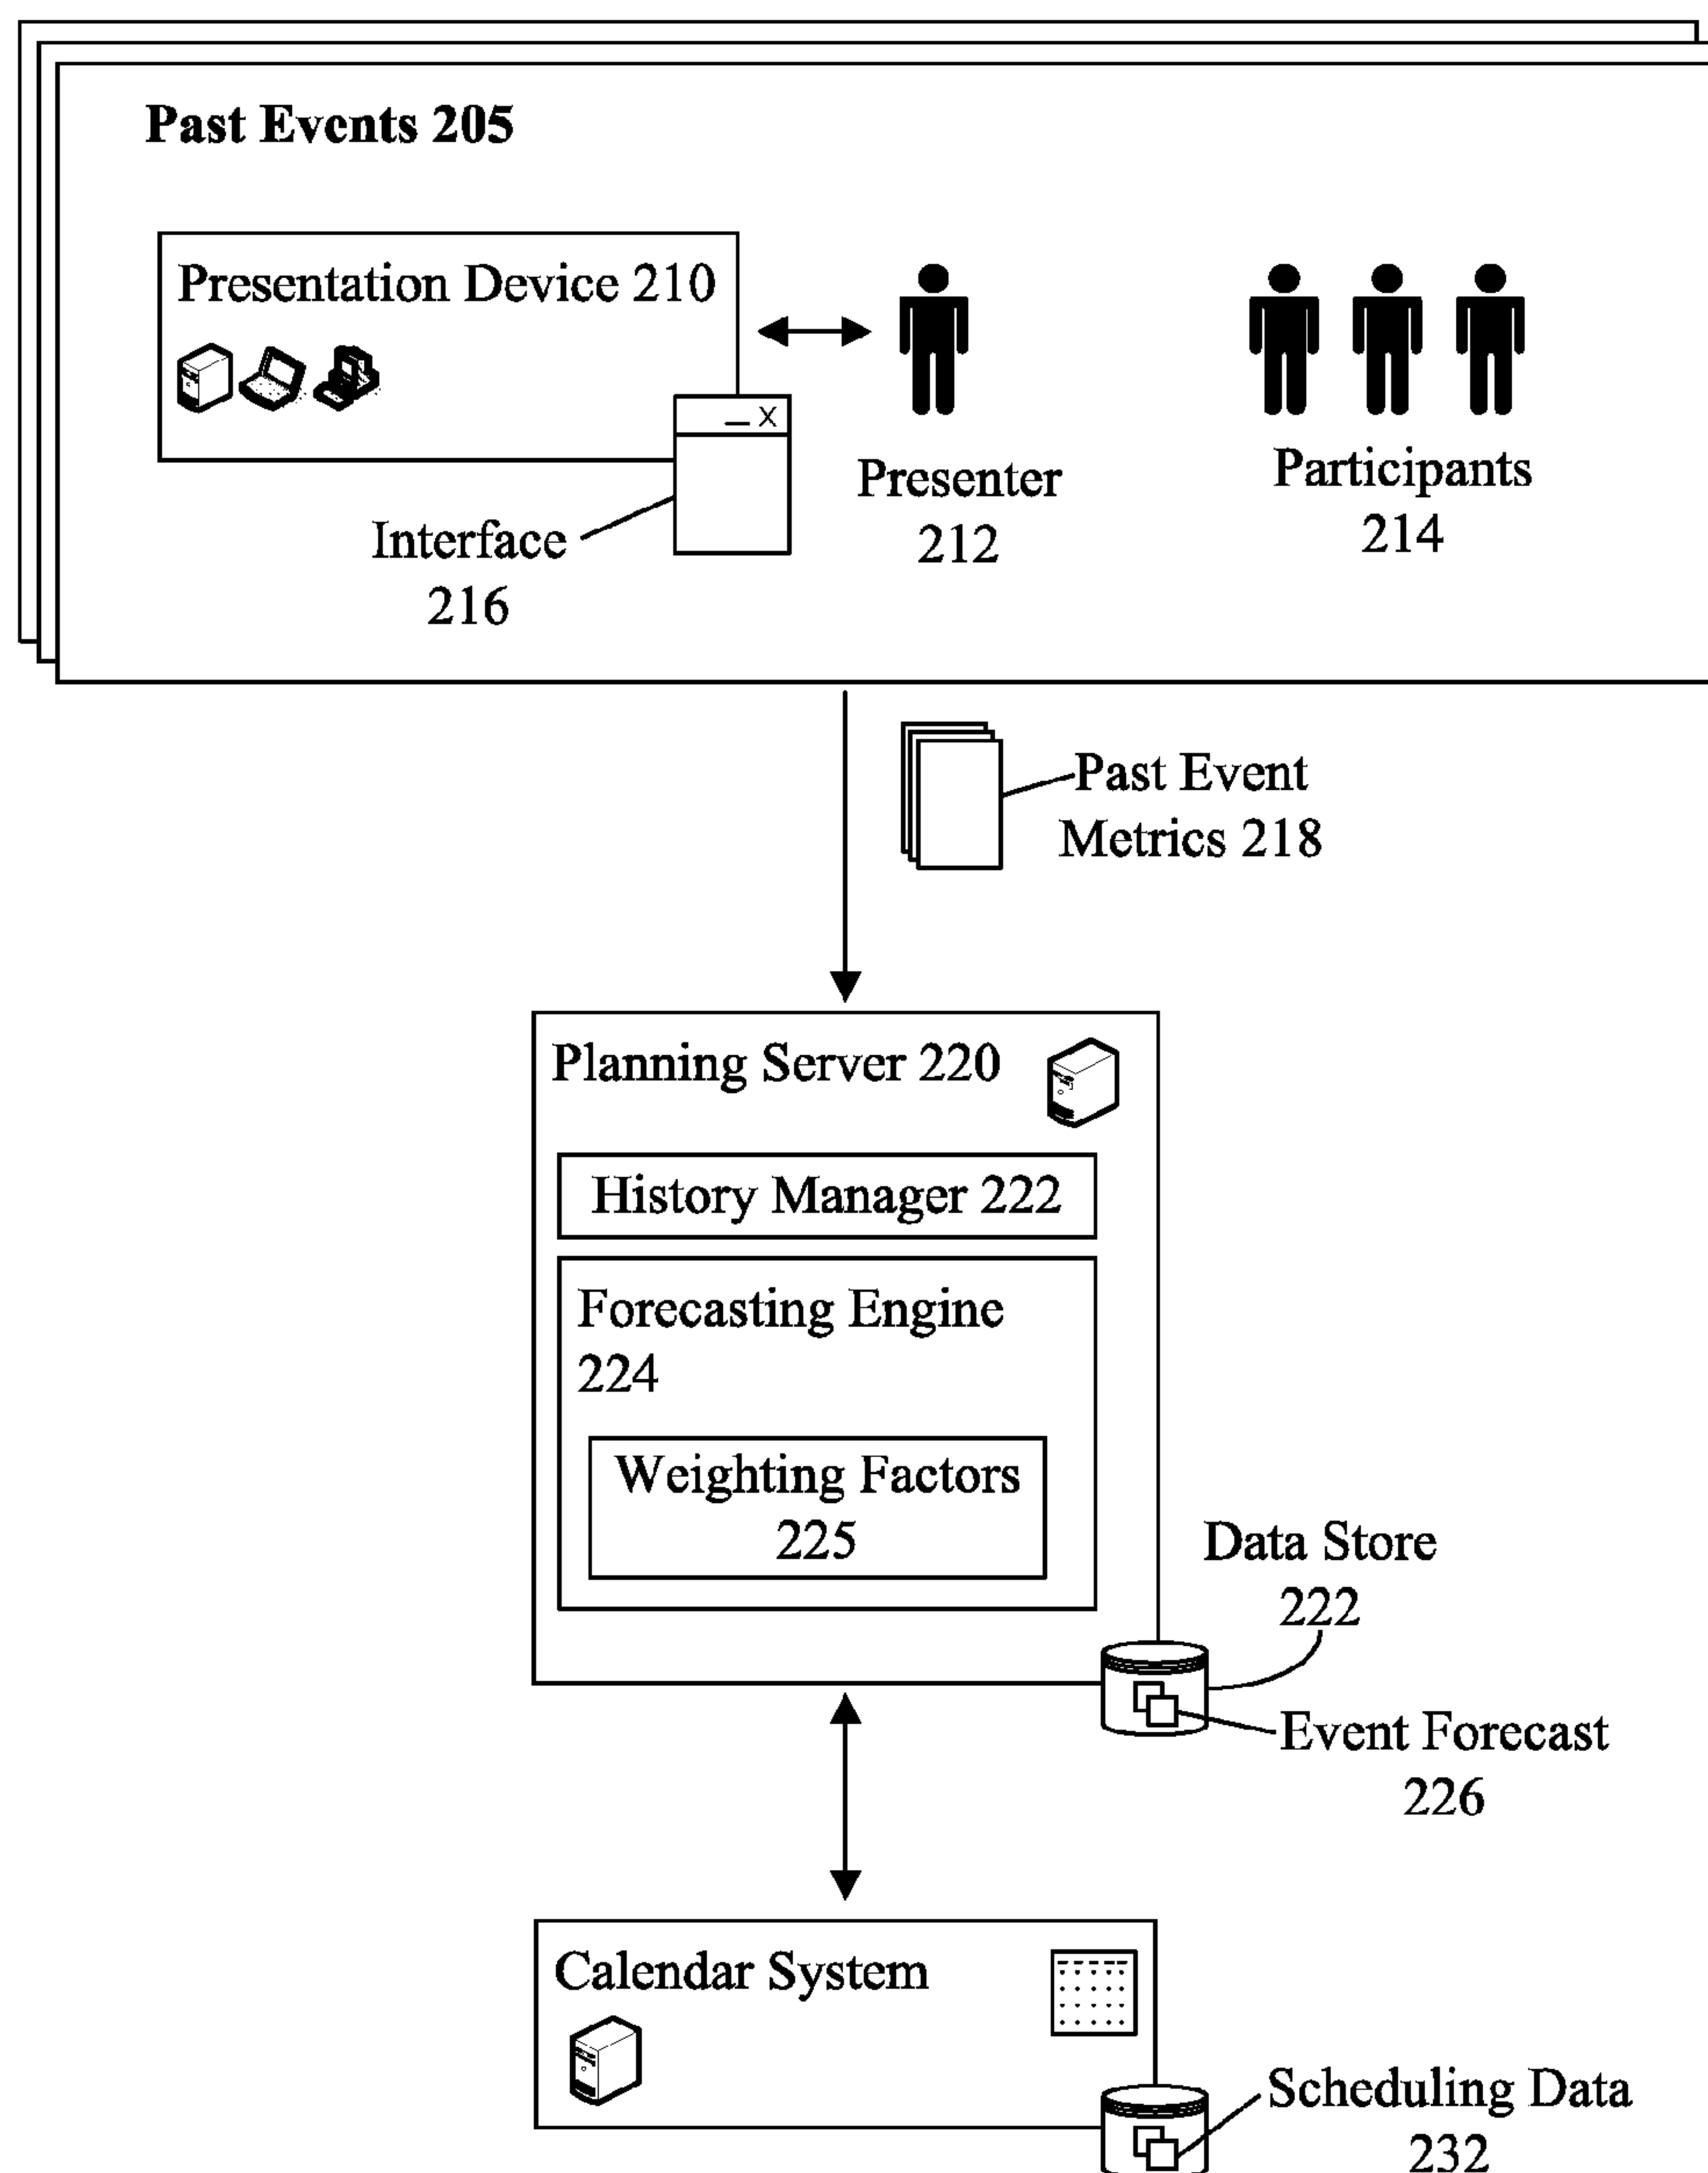 Past Events 205
Presentation Device 210
X
Presenter
212
Participants
214
Interface
216
Past Event
Metrics 218
Planning Server 220
History Manager 222
Forecasting Engine
224
Weighting Factors
225
Data Store
222
Event Forecast
226
Calendar System
Scheduling Data
232